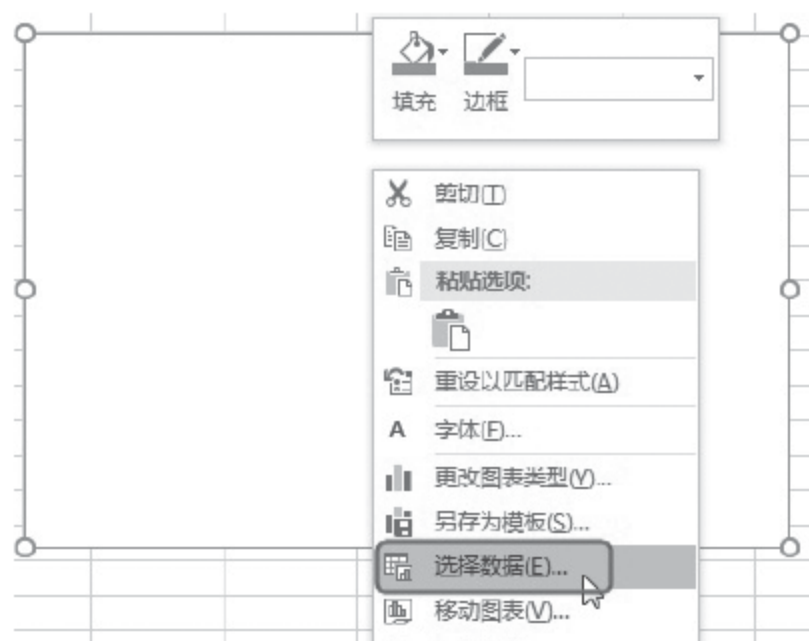 填充 边框
剪切(T)
复制(C)
粘贴选项:
重设以匹配样式(A)
A 字体(F)...
更改图表类型(Y)...
另存为模板(S)...
选择数据(E)...
移动图表(V)...